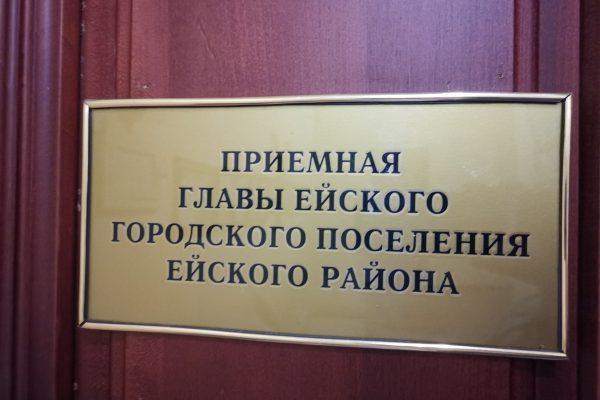 ПРИЕМНАЯ
ГЛАВЫ ЕЙСКОГО
ГОРОДСКОГО ПОСЕЛЕНИЯ
ЕЙСКОГО РАЙОНА